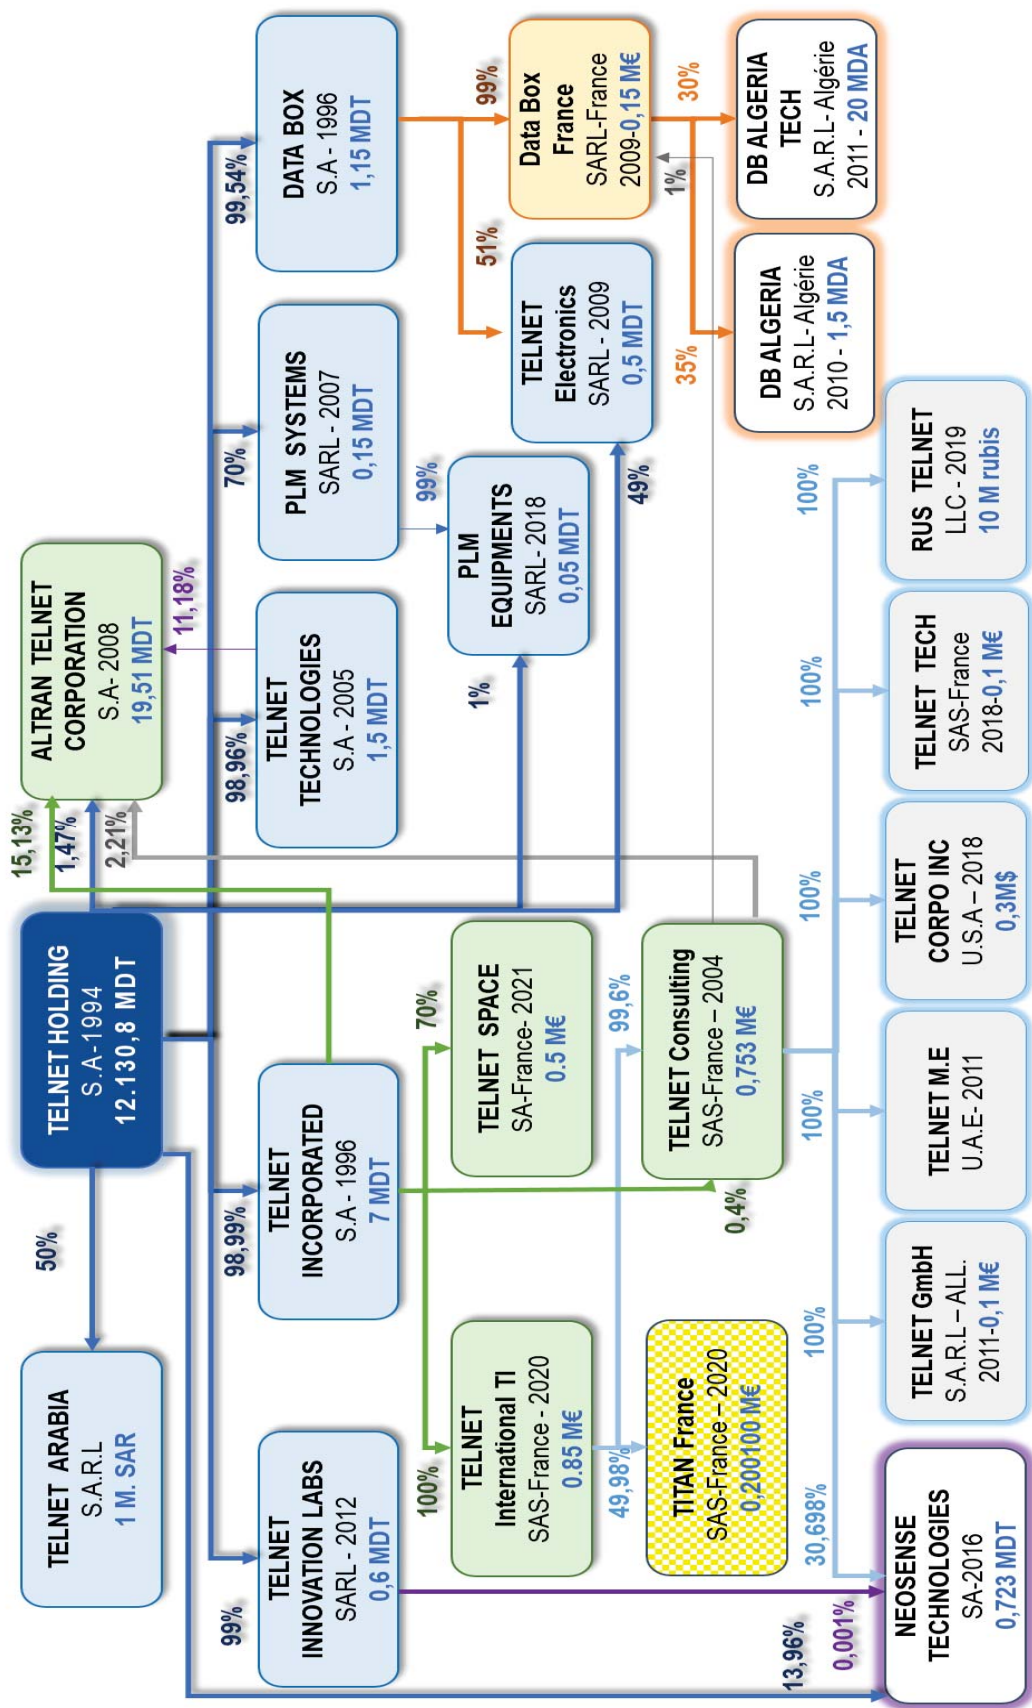 TELNET ARABIA
S.A.R.L
1 M. SAR
50%
TELNET HOLDING
S.A-1994
12.130,8 MDT
15,13%
1,47%
2,21%
ALTRAN TELNET
CORPORATION
S.A- 2008
19,51 MDT
11,18%
99%
98,99%
98,96%
70%
99,54%
TELNET
INNOVATION LABS
SARL - 2012
0,6 MDT
TELNET
INCORPORATED
S.A - 1996
7 MDT
TELNET
TECHNOLOGIES
S.A - 2005
1,5 MDT
PLM SYSTEMS
SARL - 2007
0,15 MDT
DATA BOX
S.A - 1996
1,15 MDT
100%
70%
1%
99%
51%
99%
TELNET
International TI
SAS-France - 2020
0.85 M€
TELNET SPACE
SA-France- 2021
0.5 M€
PLM
EQUIPMENTS
SARL- 2018
0,05 MDT
TELNET
Electronics
SARL - 2009
0,5 MDT
Data Box
France
SARL-France
2009-0,15 M€
49,98%
99,6%
49%
1%
35%
30%
TITAN France
SAS-France – 2020
0,200100 M€
TELNET Consulting
SAS-France – 2004
0,753 M€
0,4%
DB ALGERIA
S.A.R.L- Algérie
2010 - 1,5 MDA
DB ALGERIA
TECH
S.A.R.L- Algérie
2011 - 20 MDA
13,96%
0,001%
30,698%
100%
100%
100%
100%
100%
NEOSENSE
TECHNOLOGIES
SA-2016
0,723 MDT
TELNET GmbH
S.A.R.L – ALL.
2011-0,1 M€
TELNET M.E
U.A.E- 2011
TELNET
CORPO INC
U.S.A – 2018
0,3M$
TELNET TECH
SAS-France
2018-0,1 M€
RUS TELNET
LLC - 2019
10 M rubis